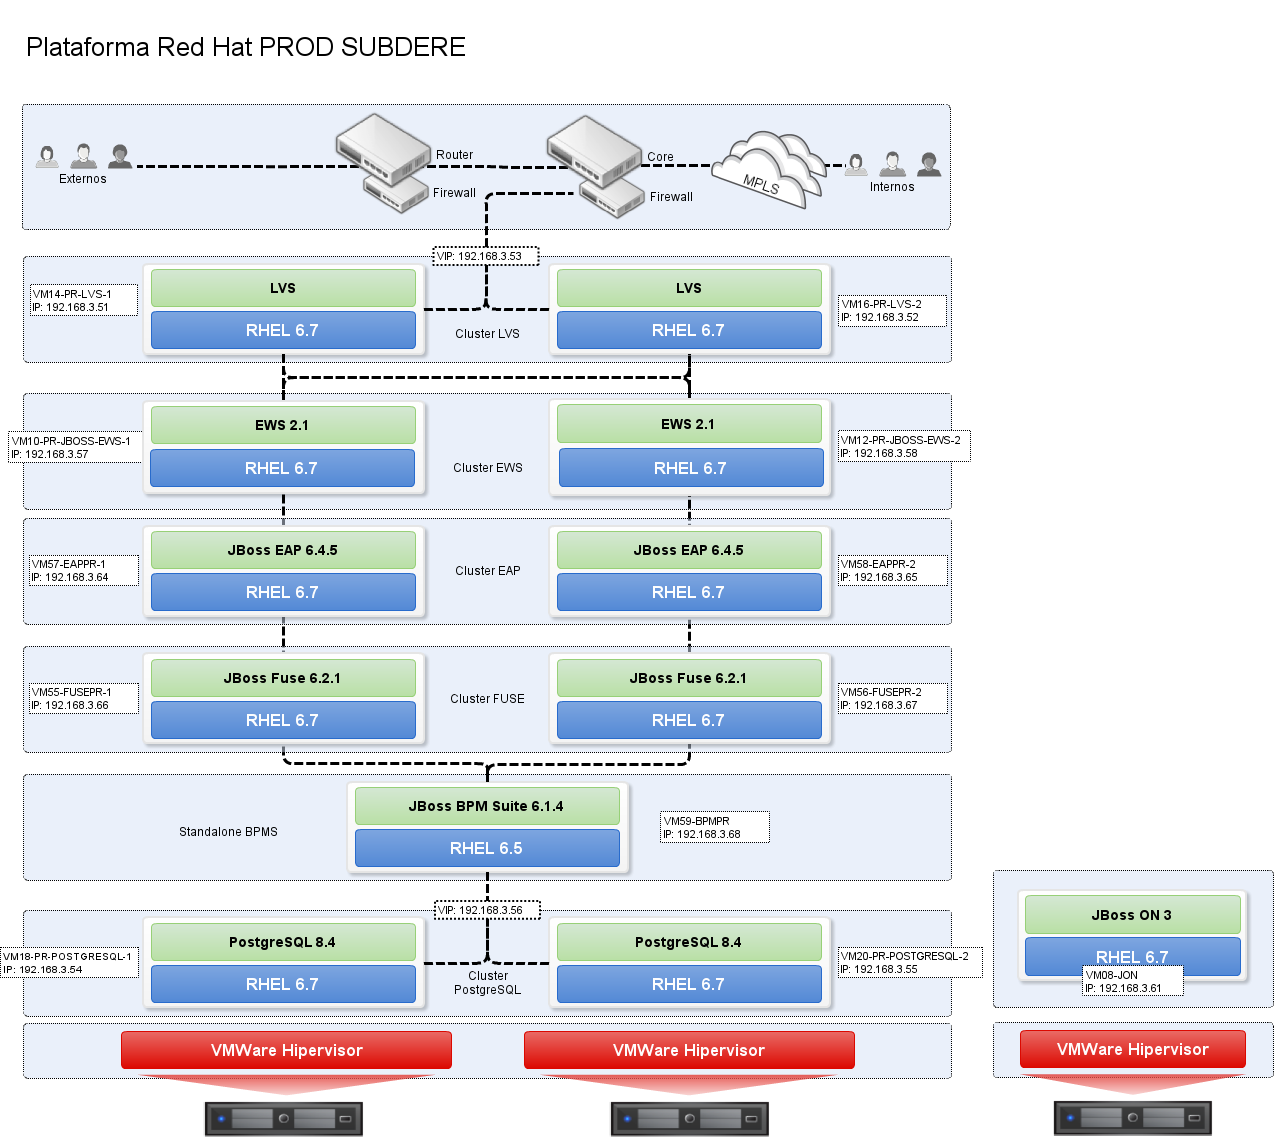 Plataforma Red Hat PROD SUBDERE
Externos
Router
Firewall
Core
Firewall
MPLS
Internos
VIP: 192.168.3.53
VM14-PR-LVS-1
IP: 192.168.3.51
LVS
RHEL 6.7
Cluster LVS
LVS
RHEL 6.7
VM16-PR-LVS-2
IP: 192.168.3.52
VM10-PR-JBOSS-EWS-1
IP: 192.168.3.57
EWS 2.1
RHEL 6.7
Cluster EWS
EWS 2.1
RHEL 6.7
VM12-PR-JBOSS-EWS-2
IP: 192.168.3.58
VM57-EAPPR-1
IP: 192.168.3.64
JBoss EAP 6.4.5
RHEL 6.7
Cluster EAP
JBoss EAP 6.4.5
RHEL 6.7
VM58-EAPPR-2
IP: 192.168.3.65
VM55-FUSEPR-1
IP: 192.168.3.66
JBoss Fuse 6.2.1
RHEL 6.7
Cluster FUSE
JBoss Fuse 6.2.1
RHEL 6.7
VM56-FUSEPR-2
IP: 192.168.3.67
Standalone BPMS
JBoss BPM Suite 6.1.4
RHEL 6.5
VM59-BPMPR
IP: 192.168.3.68
VIP: 192.168.3.56
VM18-PR-POSTGRESQL-1
IP: 192.168.3.54
PostgreSQL 8.4
RHEL 6.7
Cluster
PostgreSQL
PostgreSQL 8.4
RHEL 6.7
VM20-PR-POSTGRESQL-2
IP: 192.168.3.55
JBoss ON 3
RHEL 6.7
VM08-JON
IP: 192.168.3.61
VMWare Hipervisor
VMWare Hipervisor
VMWare Hipervisor